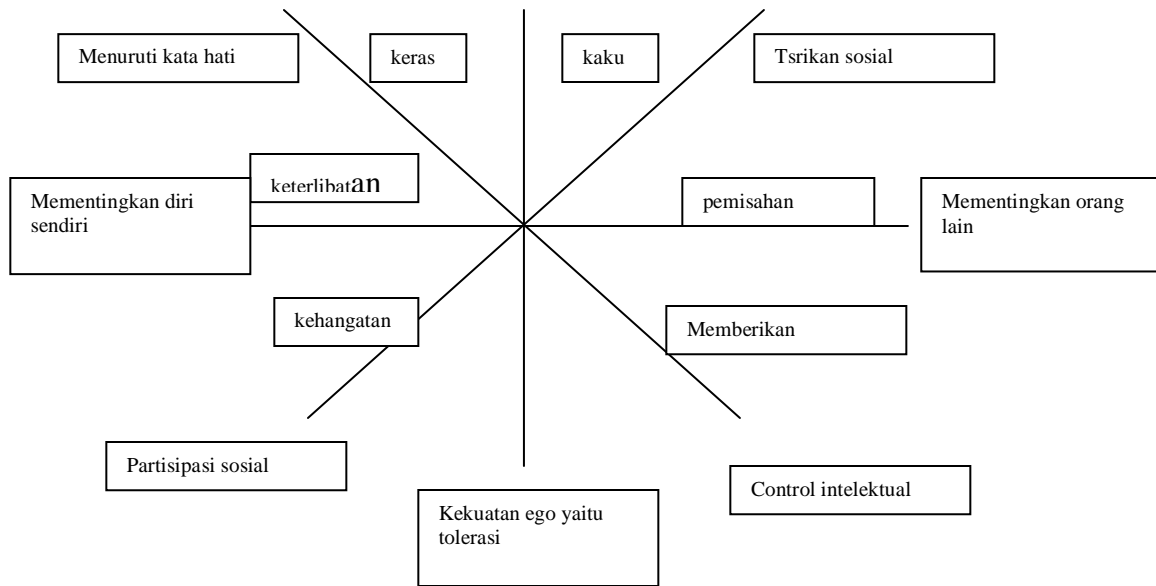 Menuruti kata hati
keras
kaku
Tsrikan sosial
keterlibatan
Mementingkan diri
sendiri
pemisahan
Mementingkan orang
lain
kehangatan
Memberikan
Partisipasi sosial
Kekuatan ego yaitu
tolerasi
Control intelektual